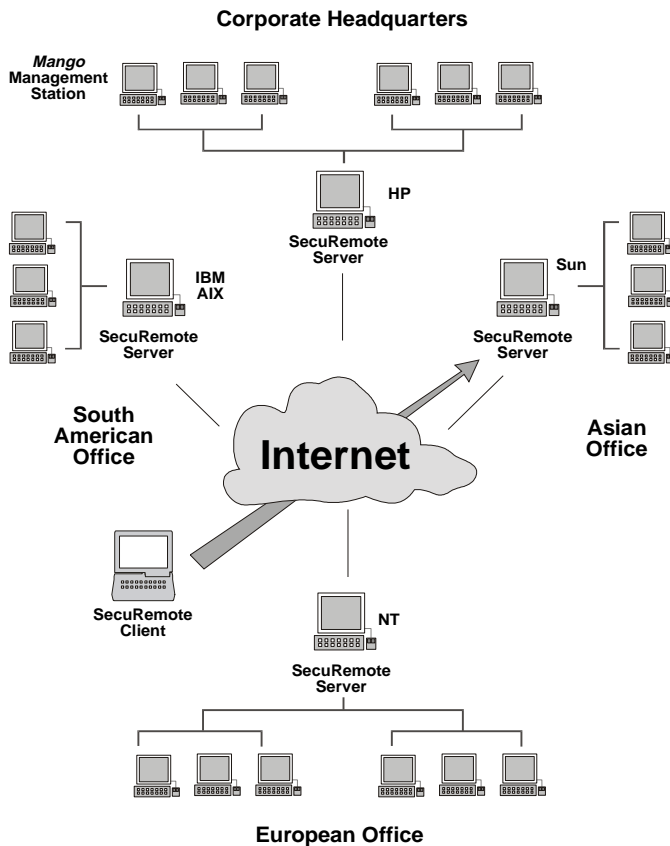 Corporate Headquarters
Mango
Management
Station
HP
SecuRemote
Server
IBM
AIX
SecuRemote
Server
Sun
SecuRemote
Server
South
American
Office
Asian
Office
Internet
SecuRemote
Client
NT
SecuRemote
Server
European Office